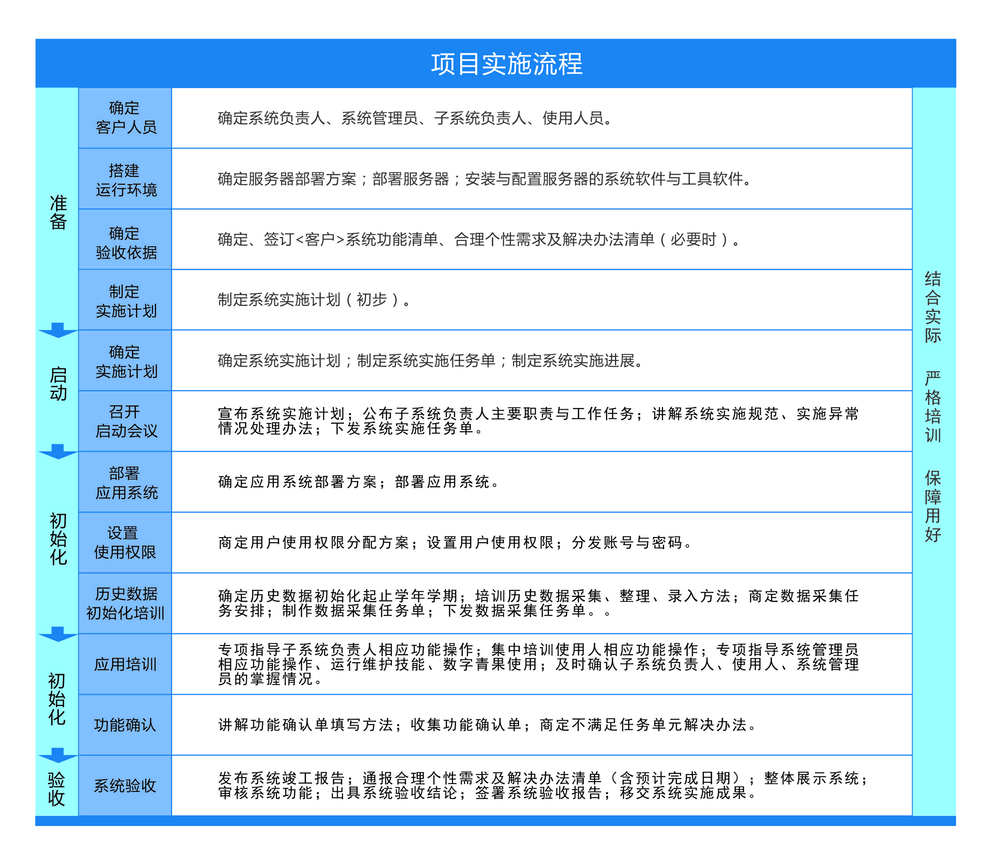 项目实施流程
准备
确定
客户人员
确定系统负责人、系统管理员、子系统负责人、使用人员。
搭建
运行环境
确定服务器部署方案；部署服务器；安装与配置服务器的系统软件与工具软件。
确定
验收依据
确定、签订<客户>系统功能清单、合理个性需求及解决办法清单（必要时）。
制定
实施计划
制定系统实施计划（初步）。
启动
确定
实施计划
确定系统实施计划；制定系统实施任务单；制定系统实施进展。
召开
启动会议
宣布系统实施计划；公布子系统负责人主要职责与工作任务；讲解系统实施规范、实施异常
情况处理办法；下发系统实施任务单。
初始化
部署
应用系统
确定应用系统部署方案；部署应用系统。
设置
使用权限
商定用户使用权限分配方案；设置用户使用权限；分发账号与密码。
历史数据
初始化培训
确定历史数据初始化起止学年学期；培训历史数据采集、整理、录入方法；商定数据采集任
务安排；制作数据采集任务单；下发数据采集任务单。。
初始化
应用培训
专项指导子系统负责人相应功能操作；集中培训使用人相应功能操作；专项指导系统管理员
相应功能操作、运行维护技能、数字青果使用；及时确认子系统负责人、使用人、系统管理
员的掌握情况。
功能确认
讲解功能确认单填写方法；收集功能确认单；商定不满足任务单元解决办法。
验收
系统验收
发布系统竣工报告；通报合理个性需求及解决办法清单（含预计完成日期）；整体展示系统；
审核系统功能；出具系统验收结论；签署系统验收报告；移交系统实施成果。
结合实际 严格培训 保障用好